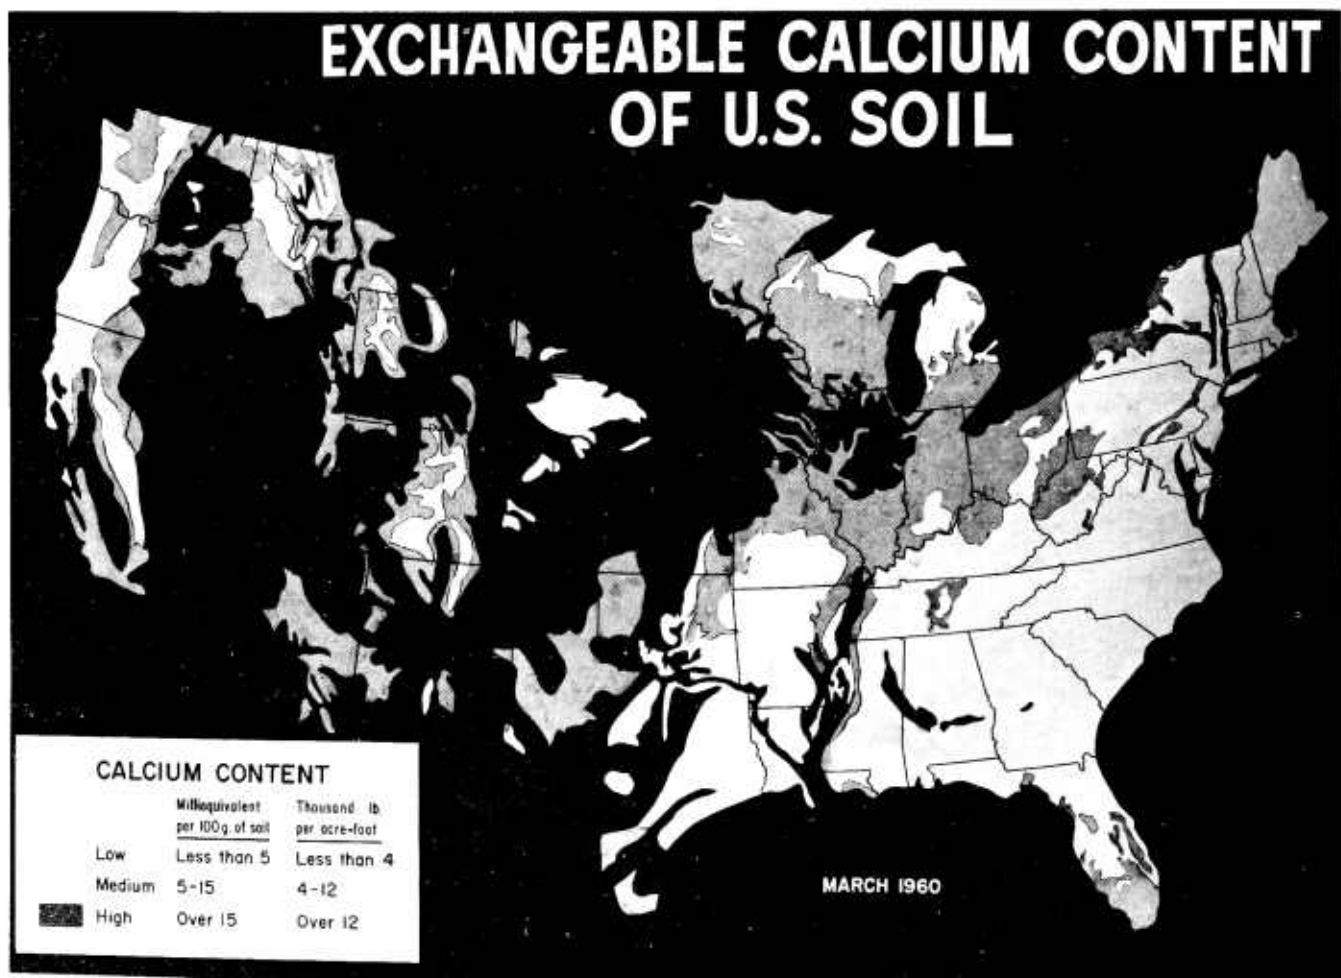 EXCHANGEABLE CALCIUM CONTENT
OF U.S. SOIL
CALCIUM CONTENT
Milliequivalent per 100g. of soil
Thousand lb. per acre-foot
Low Less than 5 Less than 4
Medium 5-15 4-12
High Over 15 Over 12
MARCH 1960